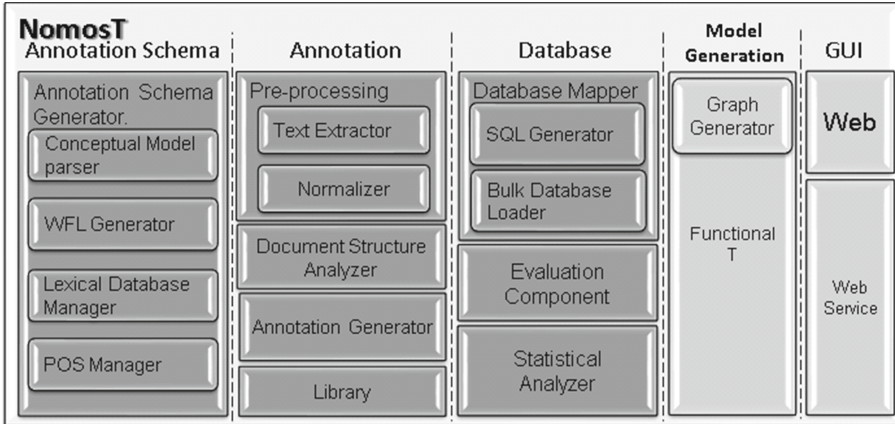 NomosT
Annotation Schema
Annotation
Database
Model
Generation
GUI
Annotation Schema
Generator.
Conceptual Model
parser
WFL Generator
Lexical Database
Manager
POS Manager
Pre-processing
Text Extractor
Normalizer
Document Structure
Analyzer
Annotation Generator
Library
Database Mapper
SQL Generator
Bulk Database
Loader
Evaluation
Component
Statistical
Analyzer
Graph
Generator
Functional
T
Web
Web
Service